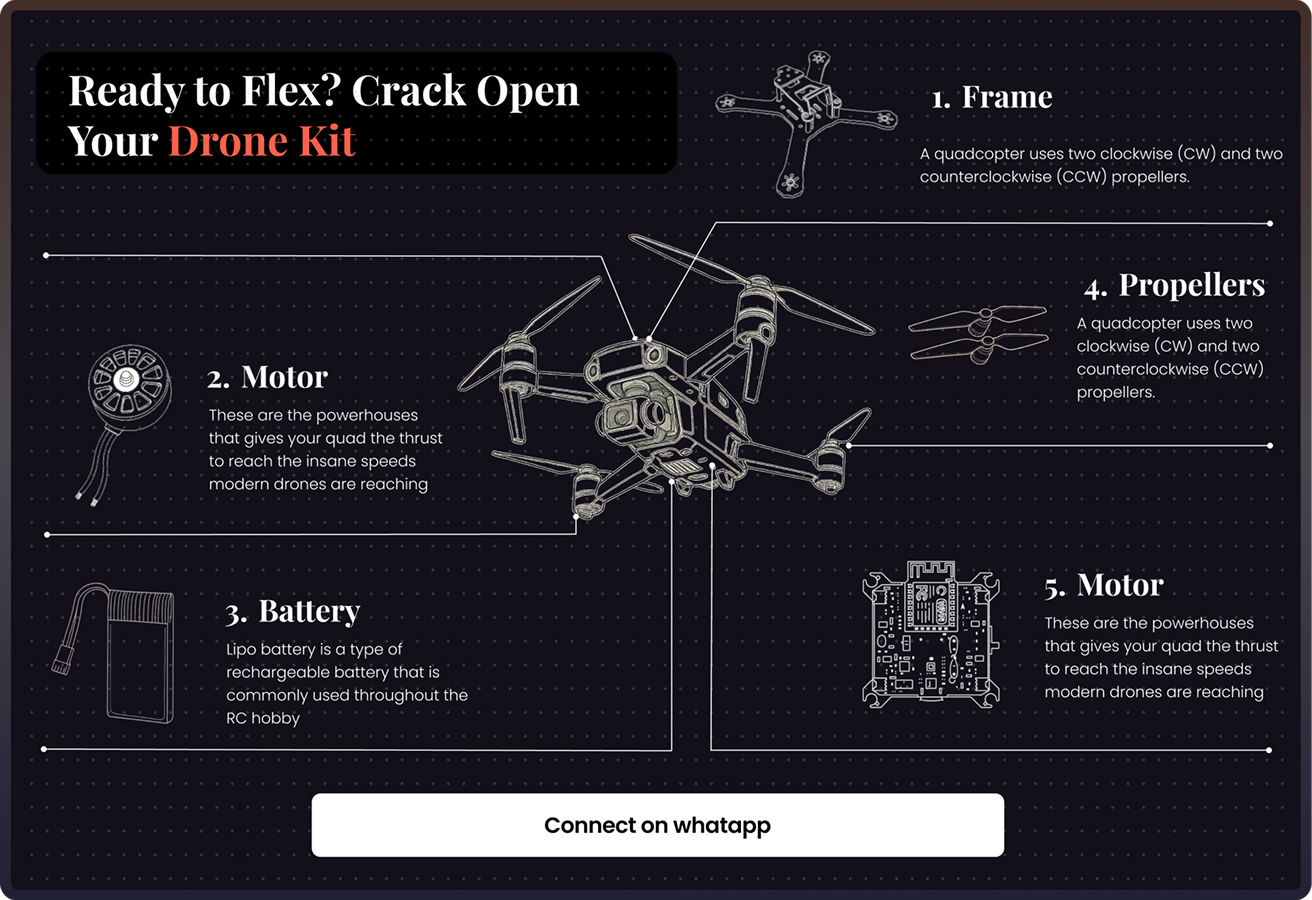 Ready to Flex? Crack Open
Your Drone Kit
1. Frame
A quadcopter uses two clockwise (CW) and two
counterclockwise (CCW) propellers.
2. Motor
These are the powerhouses
that gives your quad the thrust
to reach the insane speeds
modern drones are reaching
3. Battery
Lipo battery is a type of
rechargeable battery that is
commonly used throughout the
RC hobby
4. Propellers
A quadcopter uses two
clockwise (CW) and two
counterclockwise (CCW)
propellers.
5. Motor
These are the powerhouses
that gives your quad the thrust
to reach the insane speeds
modern drones are reaching
Connect on whatapp